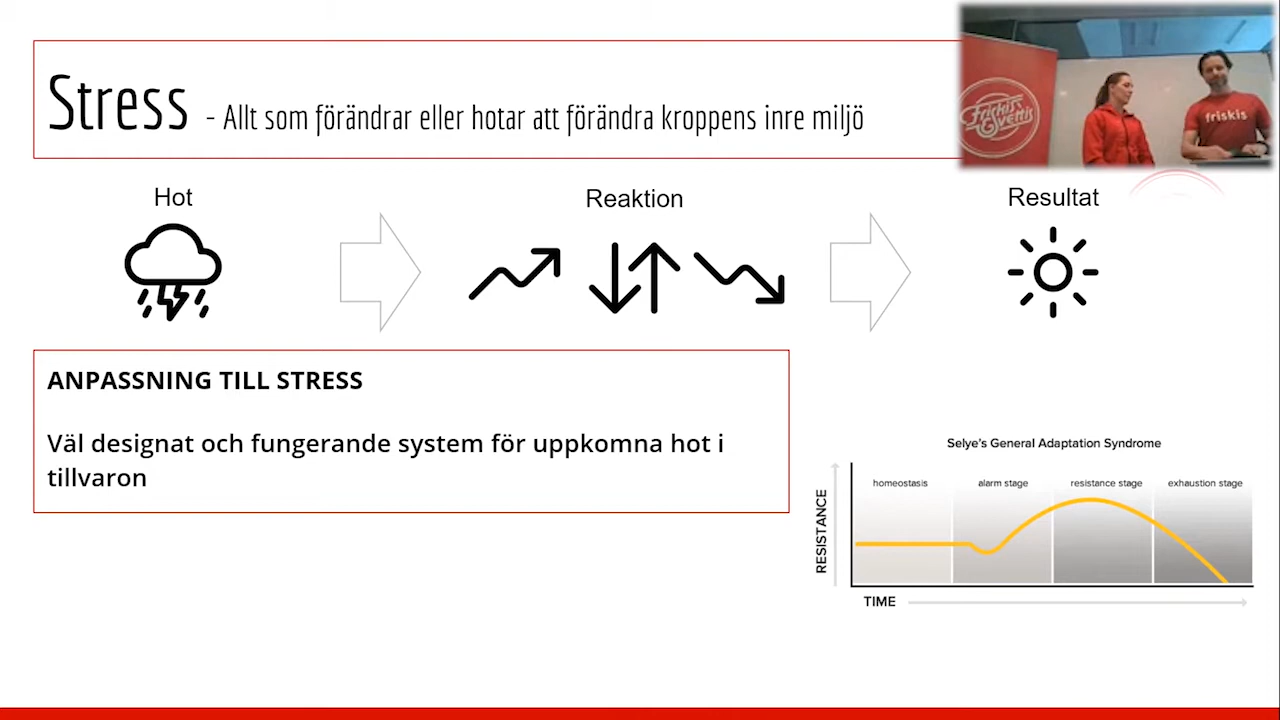 Stress - Allt som förändrar eller hotar att förändra kroppens inre miljö
Friskis
&Svettis
friskis
Hot
Reaktion
Resultat
ANPASSNING TILL STRESS
Väl designat och fungerande system för uppkomna hot i
tillvaron
Selye's General Adaptation Syndrome
homeostasis
alarm stage
resistance stage
exhaustion stage
RESISTANCE
TIME